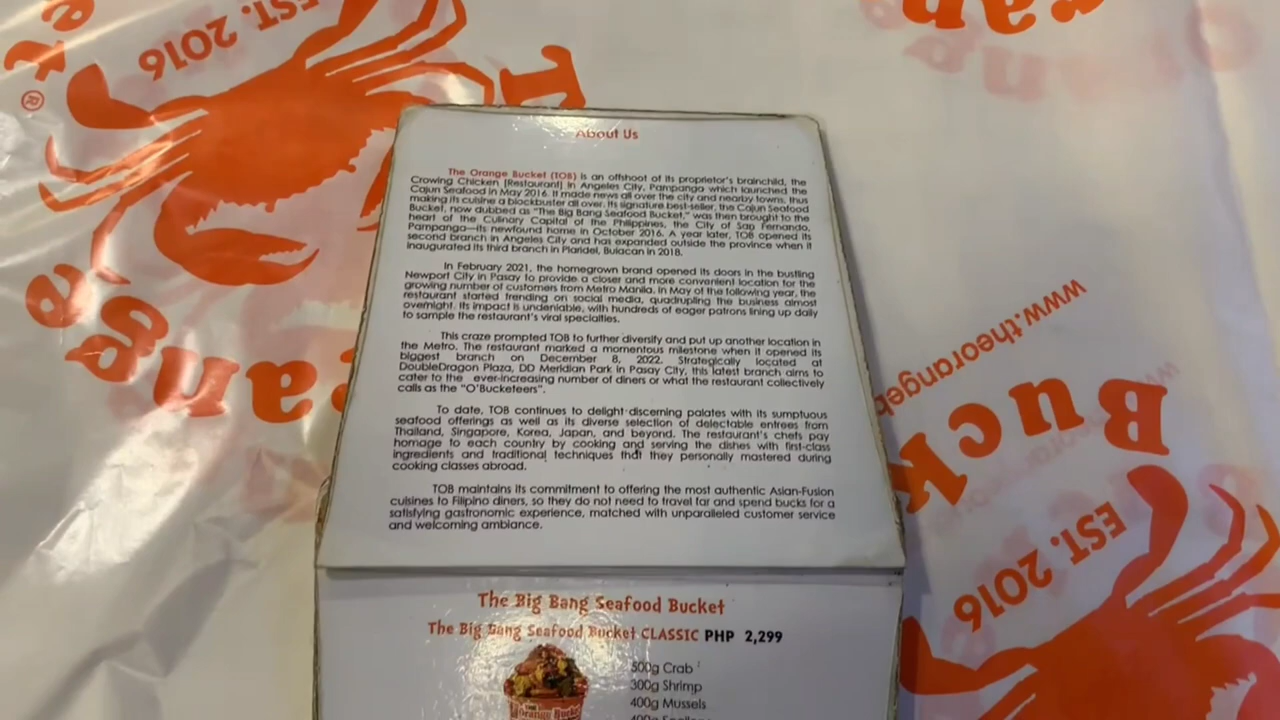 EST. 2016
®
About Us
The Orange Bucket (TOB) is an offshoot of its proprietor's brainchild, the
Crowing Chicken [Restaurant] in Angeles City, Pampanga which launched the
Cajun Seafood in May 2016. It made news all over the city and nearby towns, thus
making its cuisine a blockbuster all over. Its signature best-seller, the Cajun Seafood
Bucket, now dubbed as "The Big Bang Seafood Bucket," was then brought to the
heart of the Culinary Capital of the Philippines, the City of San Fernando,
Pampanga—its newfound home in October 2016. A year later, TOB opened its
second branch in Angeles City and has expanded outside the province when it
inaugurated its third branch in Plaridel, Bulacan in 2018.
In February 2021, the homegrown brand opened its doors in the bustling
Newport City in Pasay to provide a closer and more convenient location for the
growing number of customers from Metro Manila. In May of the following year, the
restaurant started trending on social media, quadrupling the business almost
overnight. Its impact is undeniable, with hundreds of eager patrons lining up daily
to sample the restaurant's viral specialties.
This craze prompted TOB to further diversify and put up another location in
the Metro. The restaurant marked a momentous milestone when it opened its
biggest branch on December 8, 2022. Strategically located at
DoubleDragon Plaza, DD Meridian Park in Pasay City, this latest branch aims to
cater to the ever-increasing number of diners or what the restaurant collectively
calls as the "O'Bucketeers".
To date, TOB continues to delight discerning palates with its sumptuous
seafood offerings as well as its diverse selection of delectable entrees from
Thailand, Singapore, Korea, Japan, and beyond. The restaurant's chefs pay
homage to each country by cooking and serving the dishes with first-class
ingredients and traditional techniques that they personally mastered during
cooking classes abroad.
TOB maintains its commitment to offering the most authentic Asian-Fusion
cuisines to Filipino diners, so they do not need to travel far and spend bucks for a
satisfying gastronomic experience, matched with unparalleled customer service
and welcoming ambiance.
The Big Bang Seafood Bucket
The Big Bang Seafood Bucket CLASSIC PHP 2,299
500g Crab
300g Shrimp
400g Mussels
Orange Bucket
www.theorangeb
Buck
EST. 2016